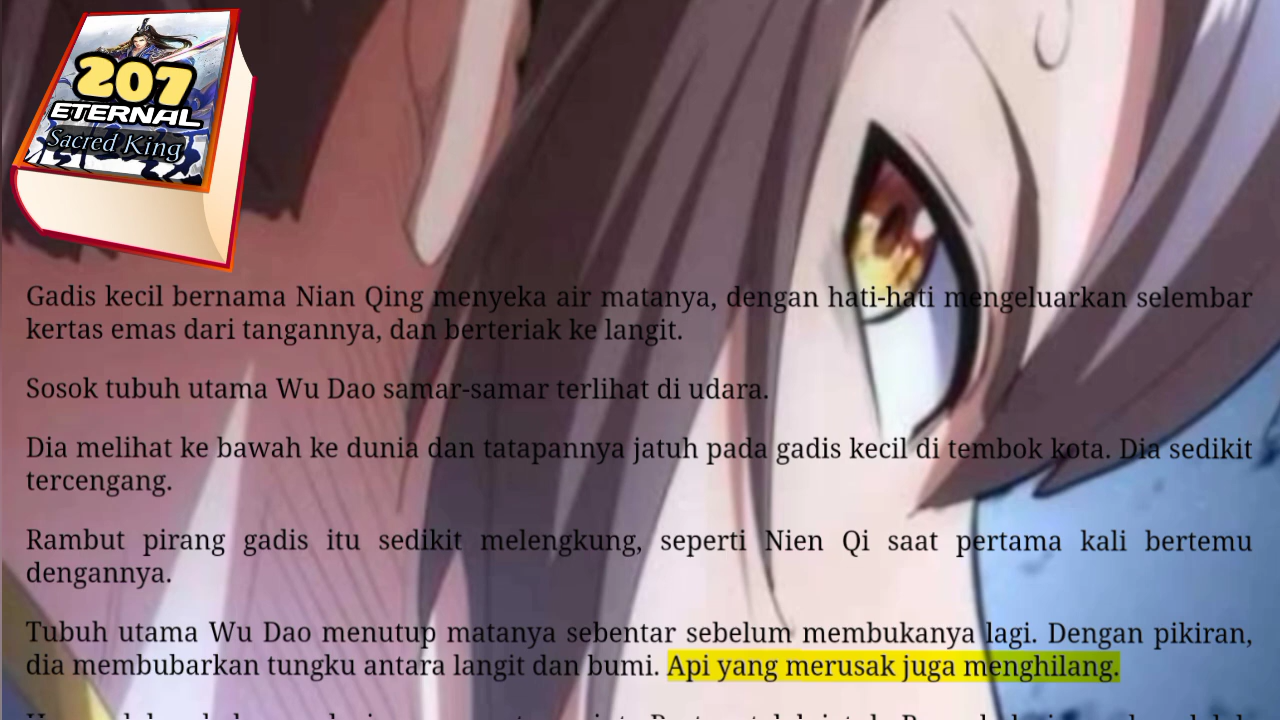 207
ETERNAL
Sacred King
Gadis kecil bernama Nian Qing menyeka air matanya, dengan hati-hati mengeluarkan selembar
kertas emas dari tangannya, dan berteriak ke langit.
Sosok tubuh utama Wu Dao samar-samar terlihat di udara.
Dia melihat ke bawah ke dunia dan tatapannya jatuh pada gadis kecil di tembok kota. Dia sedikit
tercengang.
Rambut pirang gadis itu sedikit melengkung, seperti Nien Qi saat pertama kali bertemu
dengannya.
Tubuh utama Wu Dao menutup matanya sebentar sebelum membukanya lagi. Dengan pikiran,
dia membubarkan tungku antara langit dan bumi. Api yang merusak juga menghilang.